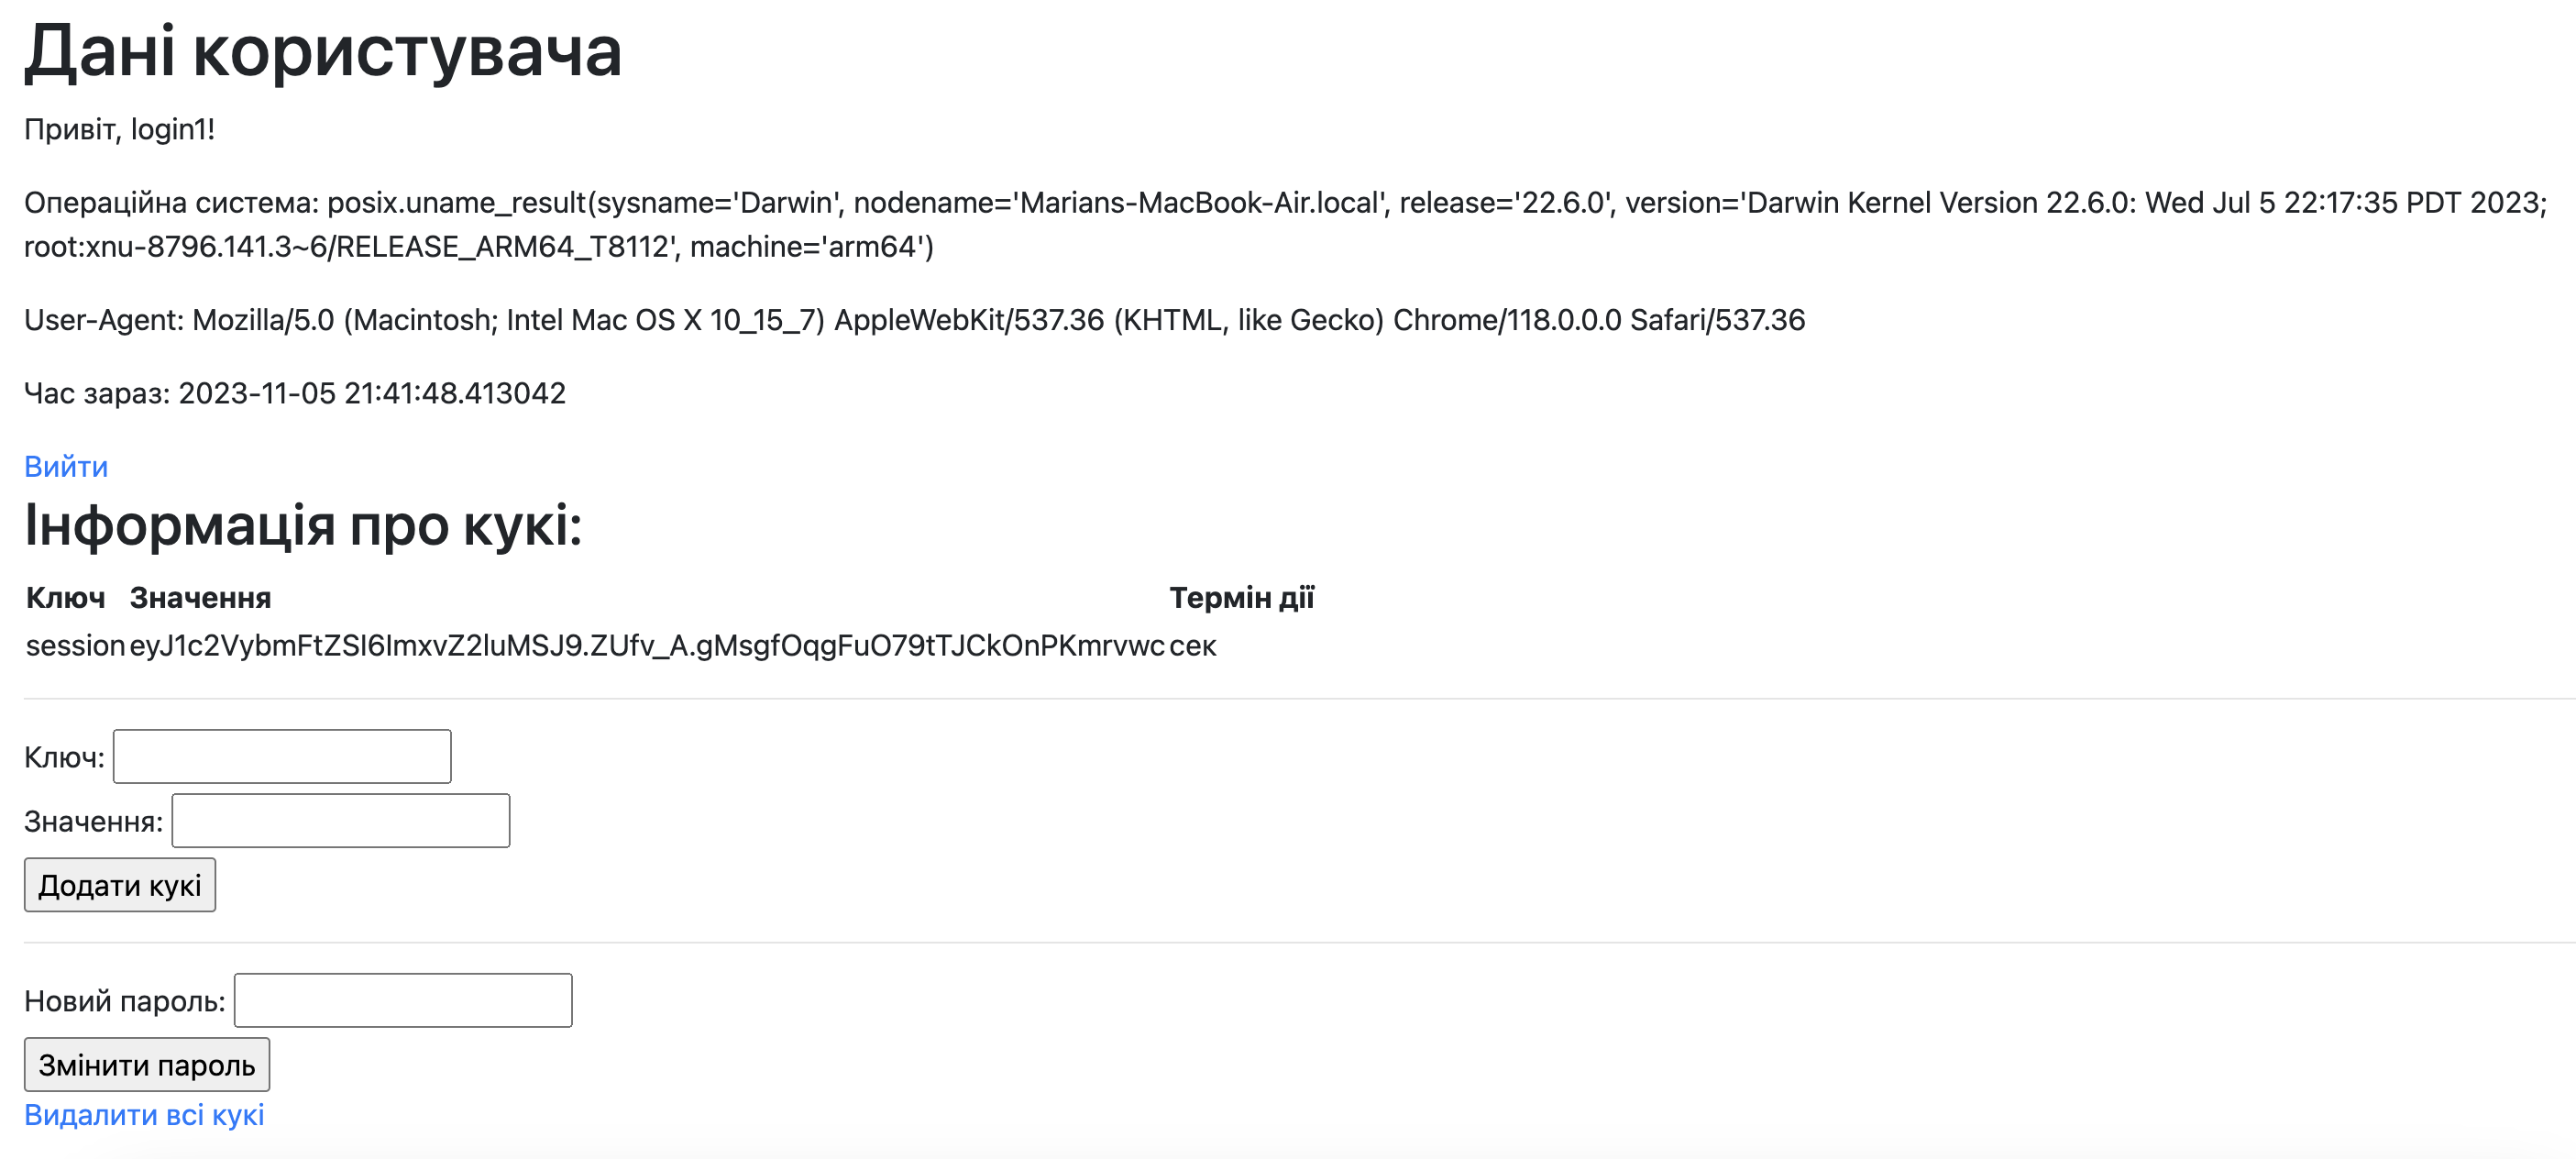 Дані користувача
Привіт, login1!
Операційна система: posix.uname_result(sysname='Darwin', nodename='Marians-MacBook-Air.local', release='22.6.0', version='Darwin Kernel Version 22.6.0: Wed Jul 5 22:17:35 PDT 2023;
root:xnu-8796.141.3~6/RELEASE_ARM64_T8112', machine='arm64')
User-Agent: Mozilla/5.0 (Macintosh; Intel Mac OS X 10_15_7) AppleWebKit/537.36 (KHTML, like Gecko) Chrome/118.0.0.0 Safari/537.36
Час зараз: 2023-11-05 21:41:48.413042
Вийти
Інформація про кукі:
Ключ Значення Термін дії
session eyJ1c2VybmFtZSI6ImxvZ2luMSJ9.ZUfv_A.gMsgfOqgFuO79tTJCkOnPKmrvwc сек
Ключ:
Значення:
Додати кукі
Новий пароль:
Змінити пароль
Видалити всі кукі